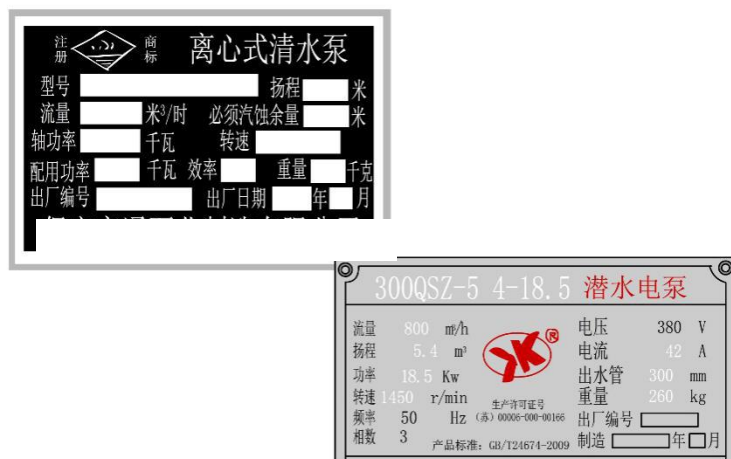 注册 商标 离心式清水泵
型号 扬程 米
流量 米³/时 必须汽蚀余量 米
轴功率 千瓦 转速
配用功率 千瓦 效率 重量 千克
出厂编号 出厂日期 年 月
300QSZ-5 4-18.5 潜水电泵
流量 800 m³/h 电压 380 V
扬程 5.4 m³ 电流 42 A
功率 18.5 Kw 出水管 300 mm
转速 1450 r/min 生产许可证号 重量 260 kg
频率 50 Hz (苏) 00006-000-00166 出厂编号
相数 3 产品标准: GB/T24674-2009 制造 年 月